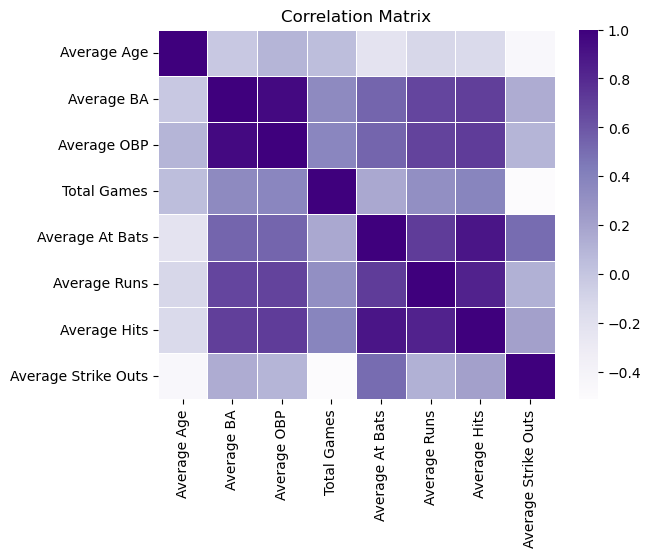 Correlation Matrix
Average Age
Average BA
Average OBP
Total Games
Average At Bats
Average Runs
Average Hits
Average Strike Outs
Average Age
Average BA
Average OBP
Total Games
Average At Bats
Average Runs
Average Hits
Average Strike Outs
1.0
0.8
0.6
0.4
0.2
0.0
−0.2
−0.4